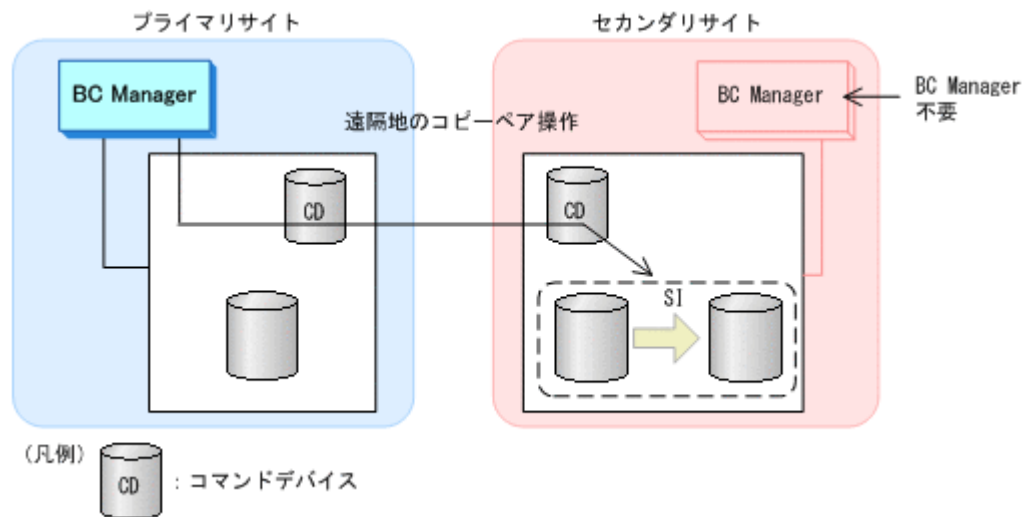 プライマリサイト
セカンダリサイト
BC Manager
BC Manager
BC Manager
不要
遠隔地のコピーペア操作
CD
CD
SI
(凡例)
CD
:コマンドデバイス